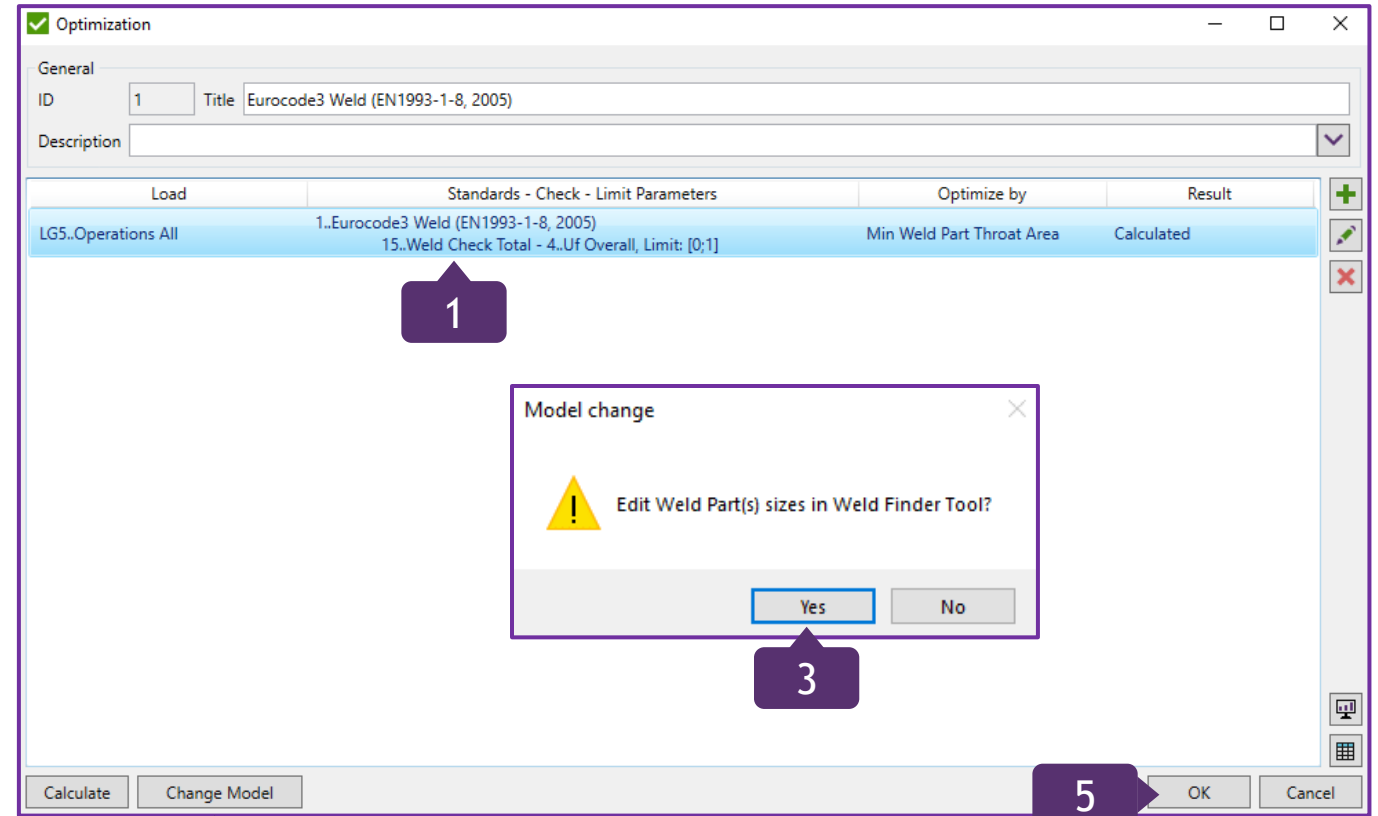 Optimization
General
ID 1 Title Eurocode3 Weld (EN1993-1-8, 2005)
Description
Load Standards - Check - Limit Parameters Optimize by Result
LG5..Operations All 1..Eurocode3 Weld (EN1993-1-8, 2005) Min Weld Part Throat Area Calculated
15..Weld Check Total - 4..Uf Overall, Limit: [0;1]
1
Model change
Edit Weld Part(s) sizes in Weld Finder Tool?
Yes No
3
Calculate Change Model 5 OK Cancel